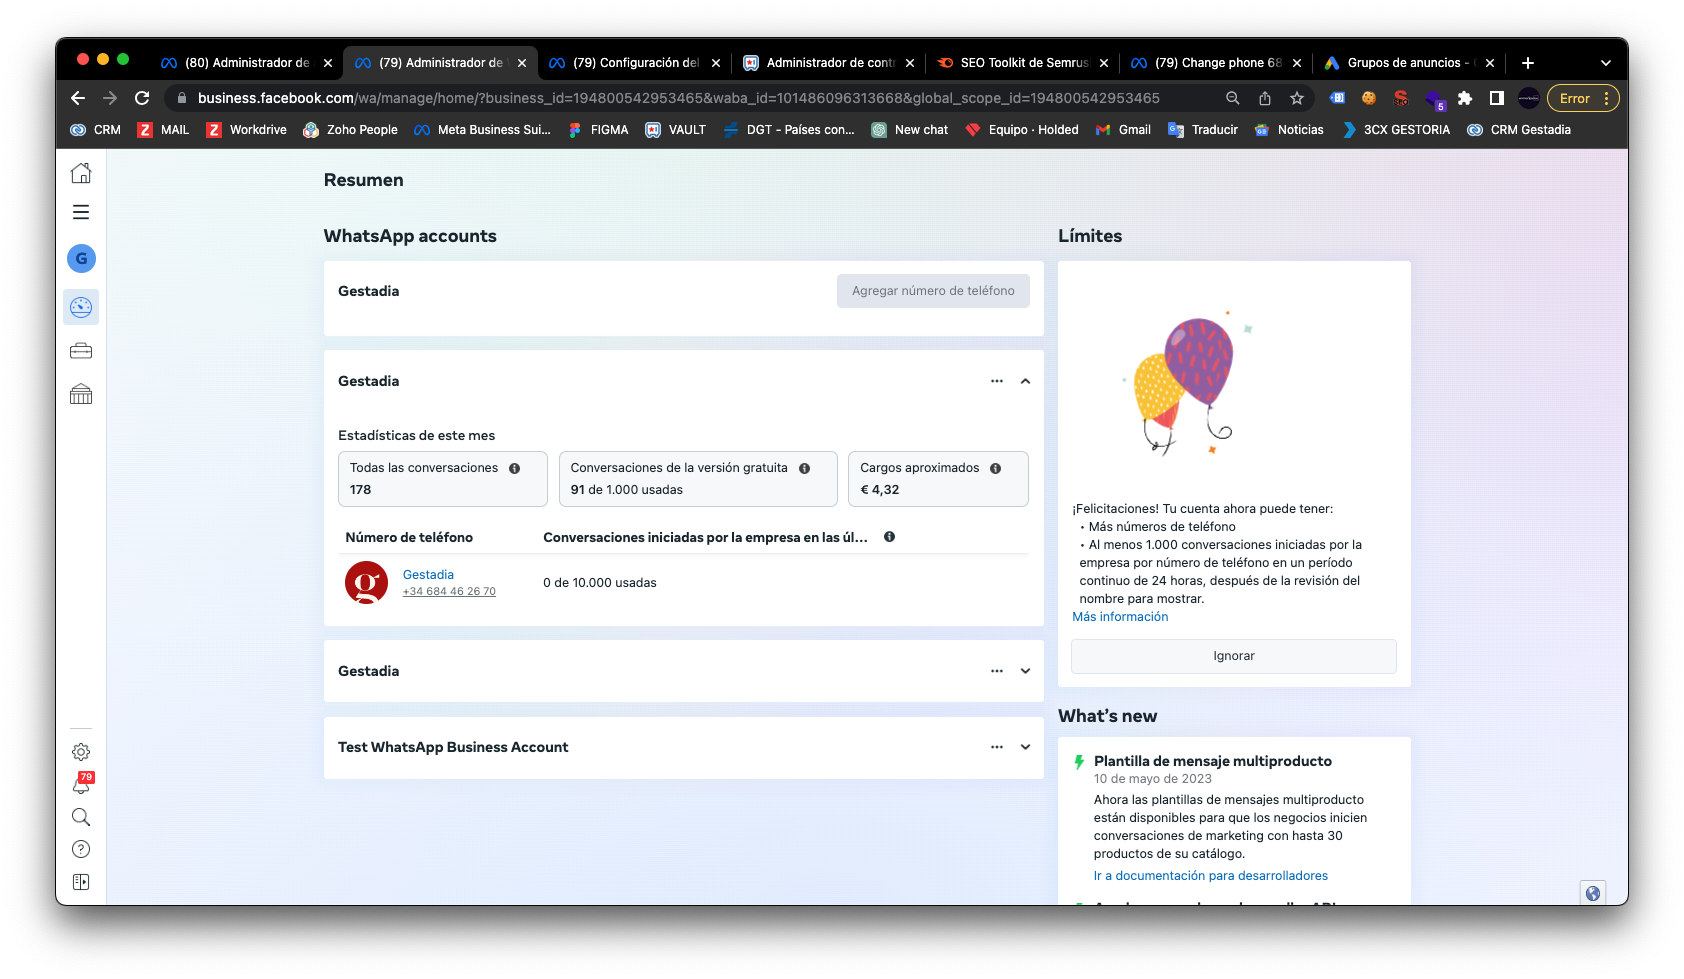 (80) Administrador de
(79) Administrador de
(79) Configuración del
Administrador de contr
SEO Toolkit de Semrus
(79) Change phone 68
Grupos de anuncios -
business.facebook.com/wa/manage/home/?business_id=194800542953465&waba_id=101486096313668&global_scope_id=194800542953465
5
Error
CRM
MAIL
Workdrive
Zoho People
Meta Business Sui...
FIGMA
VAULT
DGT - Países con...
New chat
Equipo · Holded
Gmail
Traducir
Noticias
3CX GESTORIA
CRM Gestadia
G
79
Resumen
WhatsApp accounts
Gestadia
Agregar número de teléfono
Gestadia
Estadísticas de este mes
Todas las conversaciones
178
Conversaciones de la versión gratuita
91 de 1.000 usadas
Cargos aproximados
€ 4,32
Número de teléfono
Conversaciones iniciadas por la empresa en las úl...
g
Gestadia
+34 684 46 26 70
0 de 10.000 usadas
Gestadia
Test WhatsApp Business Account
Límites
¡Felicitaciones! Tu cuenta ahora puede tener:
• Más números de teléfono
• Al menos 1.000 conversaciones iniciadas por la
empresa por número de teléfono en un período
continuo de 24 horas, después de la revisión del
nombre para mostrar.
Más información
Ignorar
What's new
Plantilla de mensaje multiproducto
10 de mayo de 2023
Ahora las plantillas de mensajes multiproducto
están disponibles para que los negocios inicien
conversaciones de marketing con hasta 30
productos de su catálogo.
Ir a documentación para desarrolladores